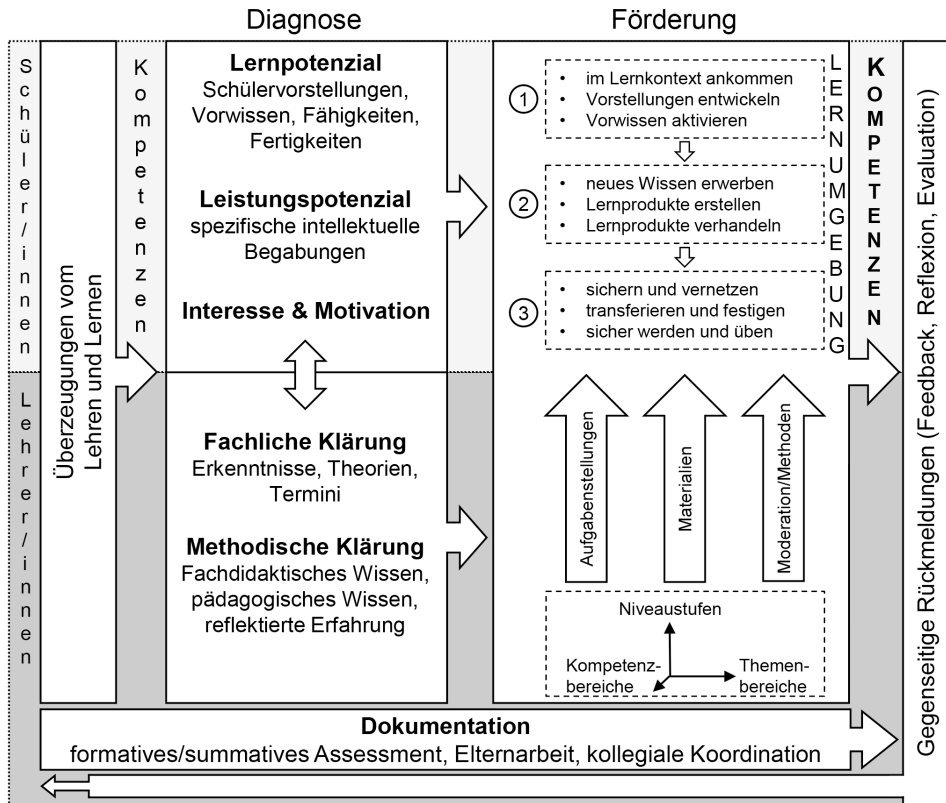 Diagnose
Förderung
Schüler/innen
Lehrer/innen
Überzeugungen vom
Lehren und Lernen
Kompetenzen
Lernpotenzial
Schülervorstellungen,
Vorwissen, Fähigkeiten,
Fertigkeiten
Leistungspotenzial
spezifische intellektuelle
Begabungen
Interesse & Motivation
Fachliche Klärung
Erkenntnisse, Theorien,
Termini
Methodische Klärung
Fachdidaktisches Wissen,
pädagogisches Wissen,
reflektierte Erfahrung
1
• im Lernkontext ankommen
• Vorstellungen entwickeln
• Vorwissen aktivieren
2
• neues Wissen erwerben
• Lernprodukte erstellen
• Lernprodukte verhandeln
3
• sichern und vernetzen
• transferieren und festigen
• sicher werden und üben
LERNUMGEBUNG
Aufgabenstellungen
Materialien
Moderation/Methoden
Niveaustufen
Kompetenz-
bereiche
Themen-
bereiche
KOMPETENZEN
Gegenseitige Rückmeldungen (Feedback, Reflexion, Evaluation)
Dokumentation
formatives/summatives Assessment, Elternarbeit, kollegiale Koordination